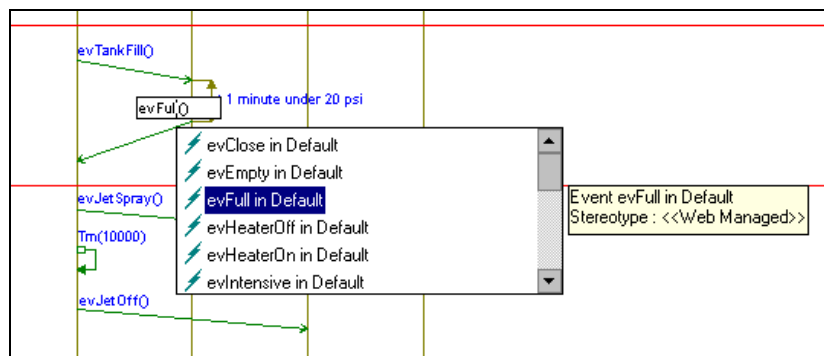 evTankFill()
1 minute under 20 psi
evFul()
evClose in Default
evEmpty in Default
evFull in Default
evHeaterOff in Default
evHeaterOn in Default
evIntensive in Default
Event evFull in Default
Stereotype : <<Web Managed>>
evJetSpray()
Tm(10000)
evJetOff()